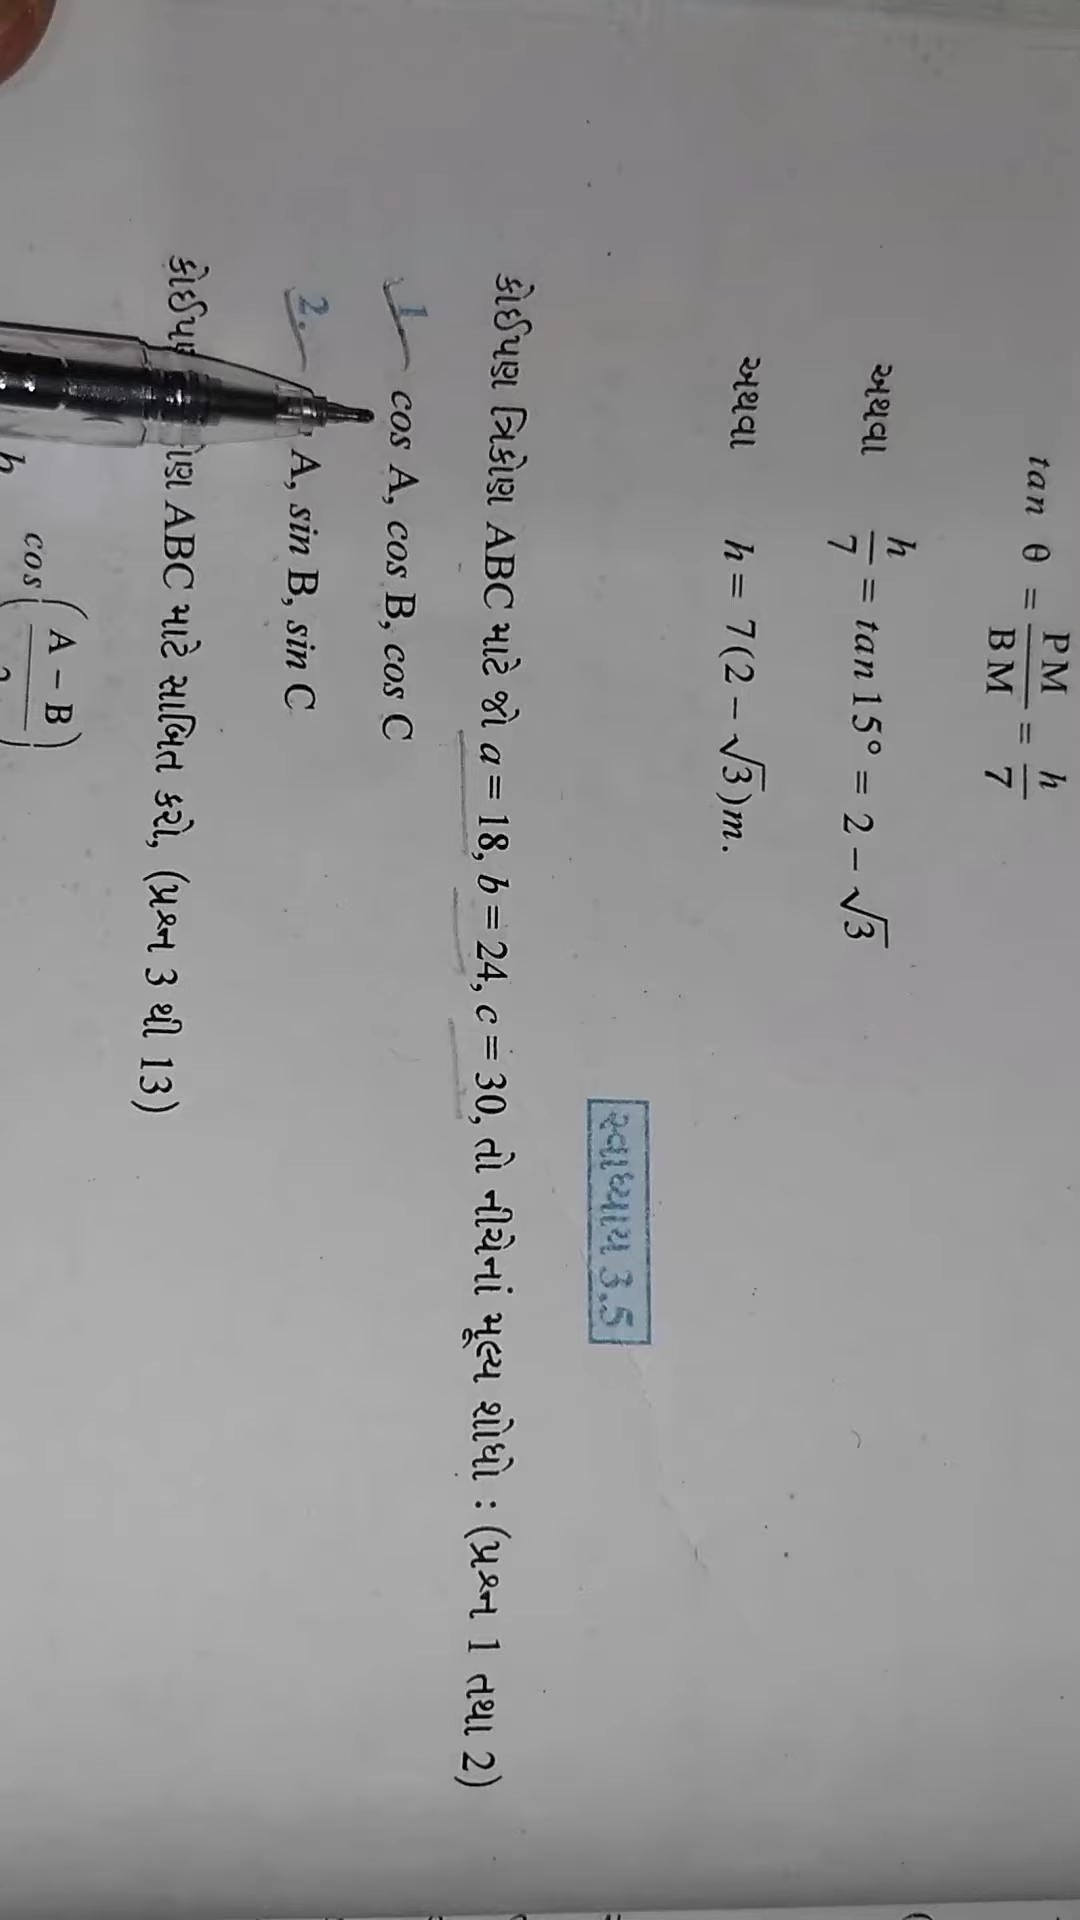 tan θ = PM/BM = h/7
અથવા h/7 = tan 15° = 2 – √3
અથવા h = 7(2 – √3)m.
સ્વાધ્યાય 3.5
કોઈપણ ત્રિકોણ ABC માટે જો a = 18, b = 24, c = 30, તો નીચેનાં મૂલ્ય શોધો : (પ્રશ્ન 1 તથા 2)
1 cos A, cos B, cos C
2. A, sin B, sin C
ABC માટે સાબિત કરો, (પ્રશ્ન 3 થી 13)
cos (A – B